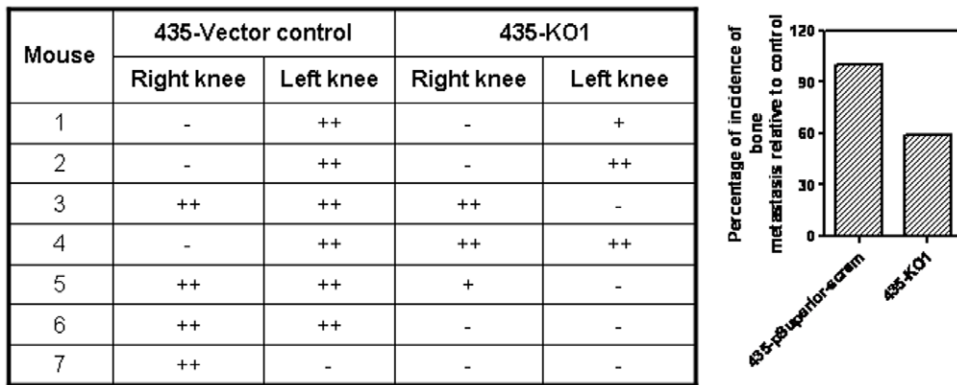 Mouse 435-Vector control 435-KO1
Right knee Left knee Right knee Left knee
1 - ++ - +
2 - ++ - ++
3 ++ ++ ++ -
4 - ++ ++ ++
5 ++ ++ + -
6 ++ ++ - -
7 ++ - - -
Percentage of incidence of
bone
metastasis relative to control
120
90
60
30
0
435-pSuperior-scram
435-KO1